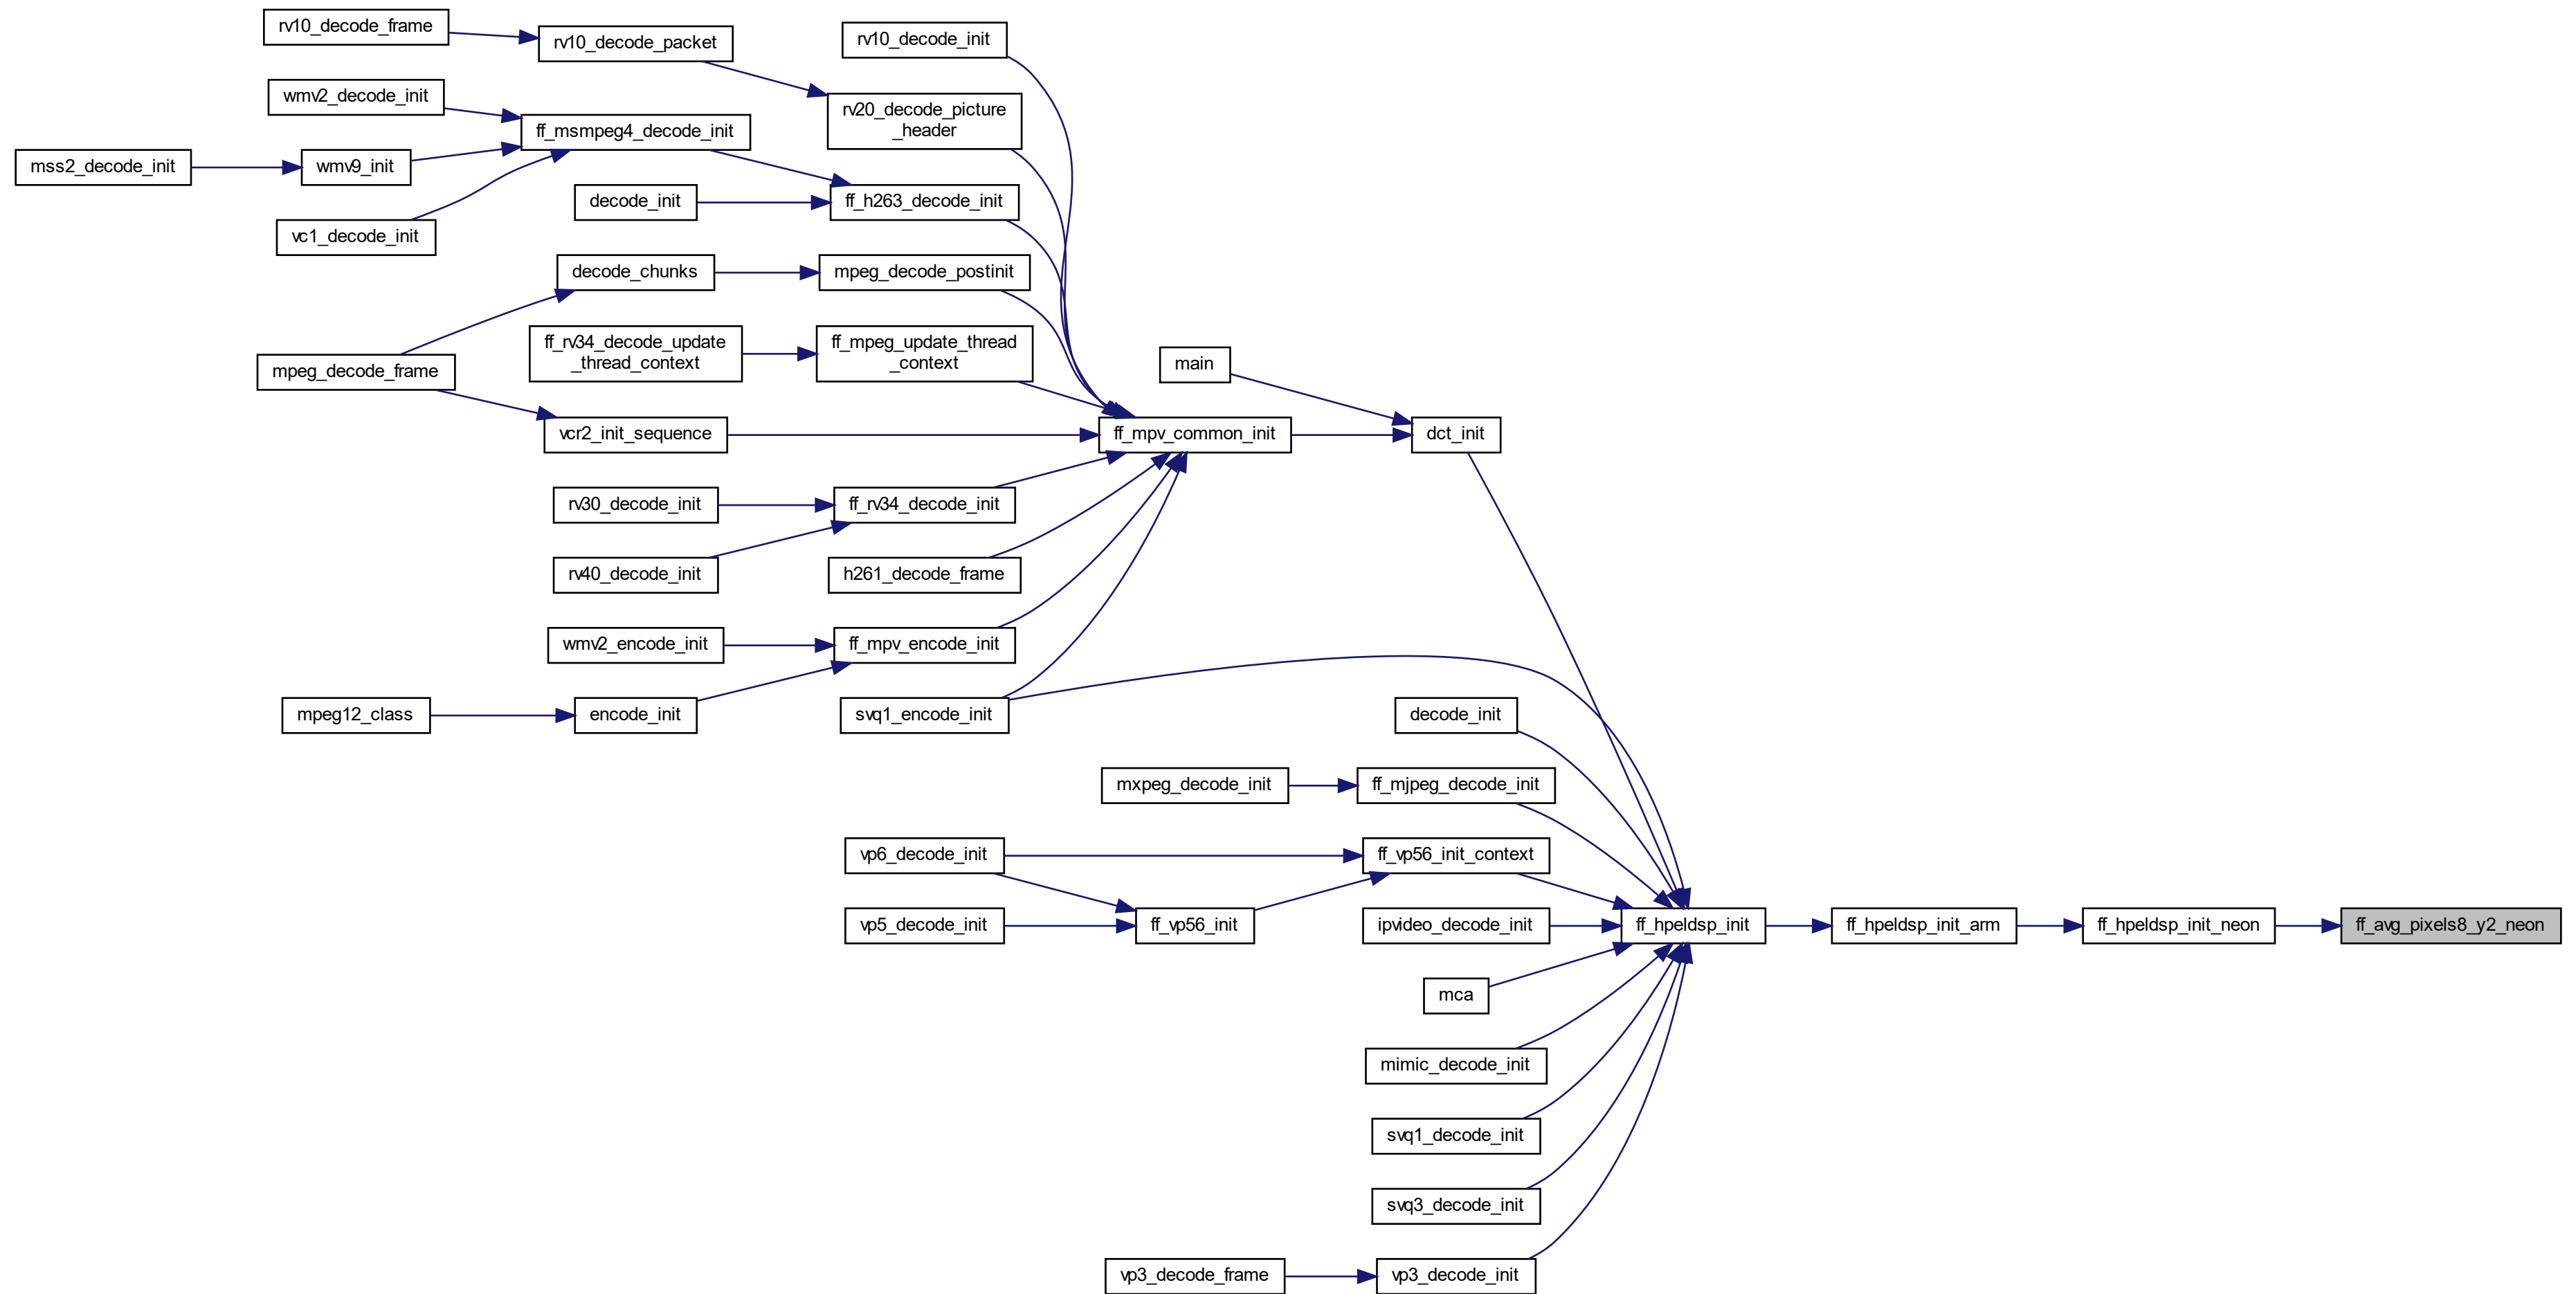 rv10_decode_frame
rv10_decode_packet
rv10_decode_init
wmv2_decode_init
rv20_decode_picture
_header
ff_msmpeg4_decode_init
mss2_decode_init
wmv9_init
decode_init
ff_h263_decode_init
vc1_decode_init
decode_chunks
mpeg_decode_postinit
ff_rv34_decode_update
_thread_context
ff_mpeg_update_thread
_context
main
mpeg_decode_frame
vcr2_init_sequence
ff_mpv_common_init
dct_init
rv30_decode_init
ff_rv34_decode_init
rv40_decode_init
h261_decode_frame
wmv2_encode_init
ff_mpv_encode_init
mpeg12_class
encode_init
svq1_encode_init
decode_init
mxpeg_decode_init
ff_mjpeg_decode_init
vp6_decode_init
ff_vp56_init_context
vp5_decode_init
ff_vp56_init
ipvideo_decode_init
ff_hpeldsp_init
ff_hpeldsp_init_arm
ff_hpeldsp_init_neon
ff_avg_pixels8_y2_neon
mca
mimic_decode_init
svq1_decode_init
svq3_decode_init
vp3_decode_frame
vp3_decode_init